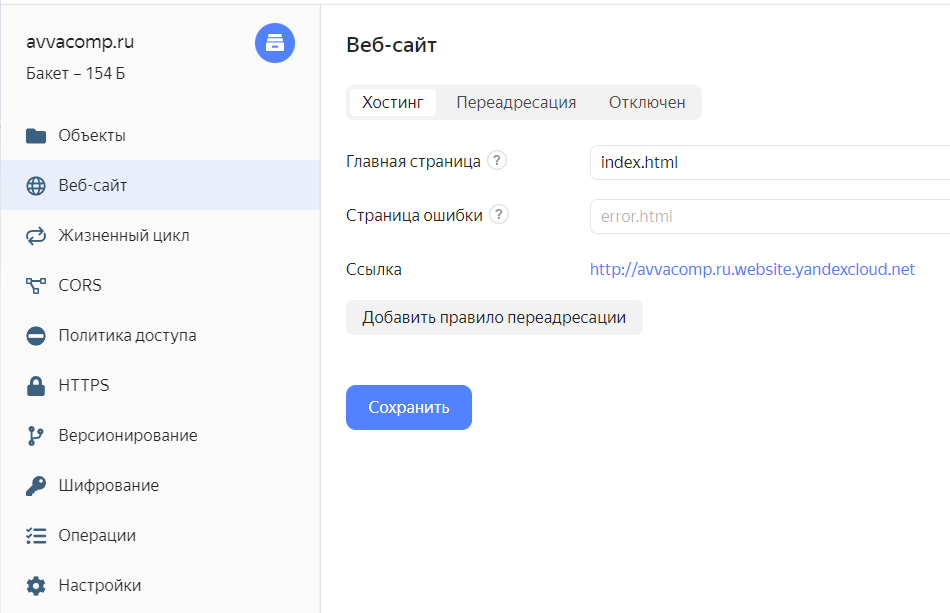 avvacomp.ru
Бакет – 154 Б
Объекты
Веб-сайт
Жизненный цикл
CORS
Политика доступа
HTTPS
Версионирование
Шифрование
Операции
Настройки
Веб-сайт
Хостинг Переадресация Отключен
Главная страница ? index.html
Страница ошибки ? error.html
Ссылка http://avvacomp.ru.website.yandexcloud.net
Добавить правило переадресации
Сохранить